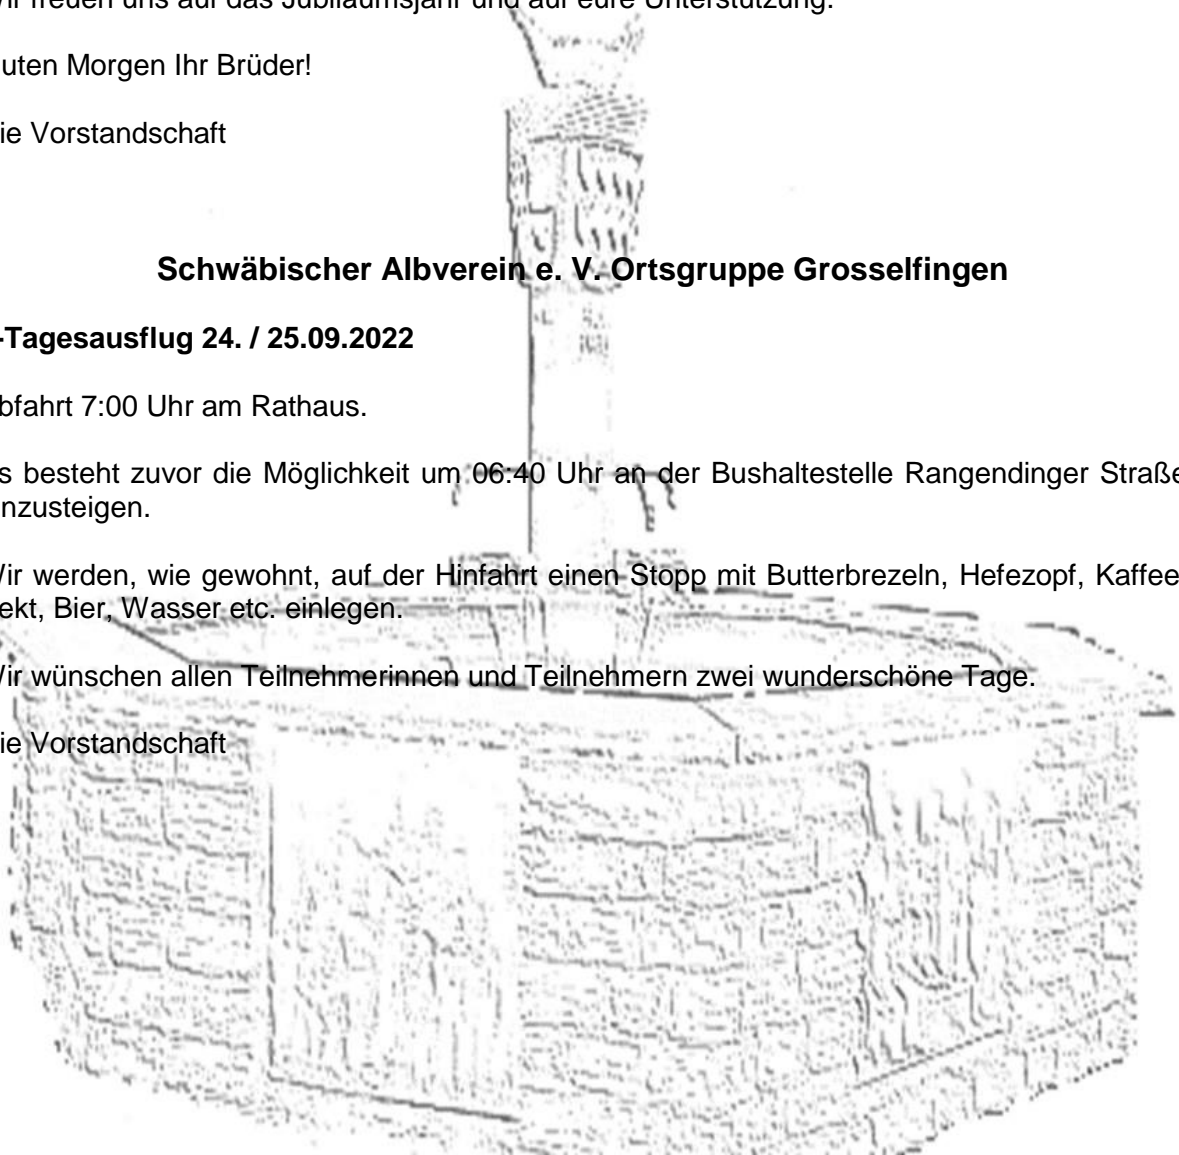 Wir freuen uns auf das Jubiläumsjahr und auf eure Unterstützung.
uten Morgen Ihr Brüder!
ie Vorstandschaft
Schwäbischer Albverein e. V. Ortsgruppe Grosselfingen
-Tagesausflug 24. / 25.09.2022
bfahrt 7:00 Uhr am Rathaus.
s besteht zuvor die Möglichkeit um 06:40 Uhr an der Bushaltestelle Rangendinger Straße
nzusteigen.
Wir werden, wie gewohnt, auf der Hinfahrt einen Stopp mit Butterbrezeln, Hefezopf, Kaffee
ekt, Bier, Wasser etc. einlegen.
Wir wünschen allen Teilnehmerinnen und Teilnehmern zwei wunderschöne Tage.
ie Vorstandschaft